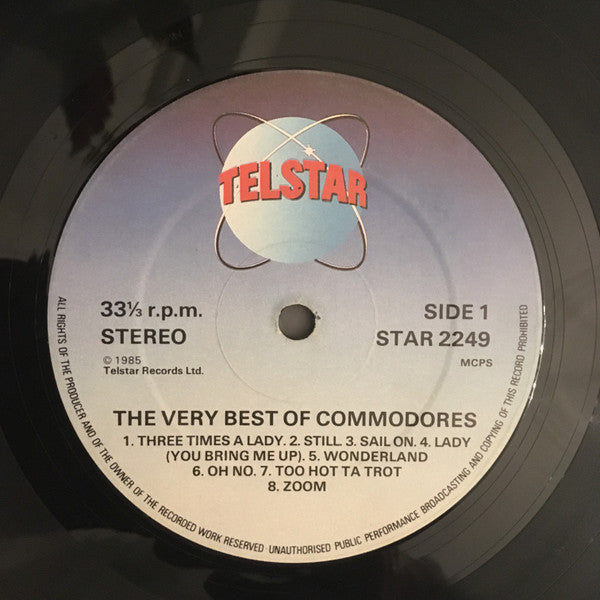 TELSTAR
33⅓ r.p.m.
STEREO
SIDE 1
STAR 2249
© 1985
Telstar Records Ltd.
MCPS
THE VERY BEST OF COMMODORES
1. THREE TIMES A LADY. 2. STILL 3. SAIL ON. 4. LADY
(YOU BRING ME UP). 5. WONDERLAND
6. OH NO. 7. TOO HOT TA TROT
8. ZOOM
ALL RIGHTS OF THE PRODUCER AND OF THE OWNER OF THE RECORDED WORK RESERVED · UNAUTHORISED PUBLIC PERFORMANCE BROADCASTING AND COPYING OF THIS RECORD PROHIBITED